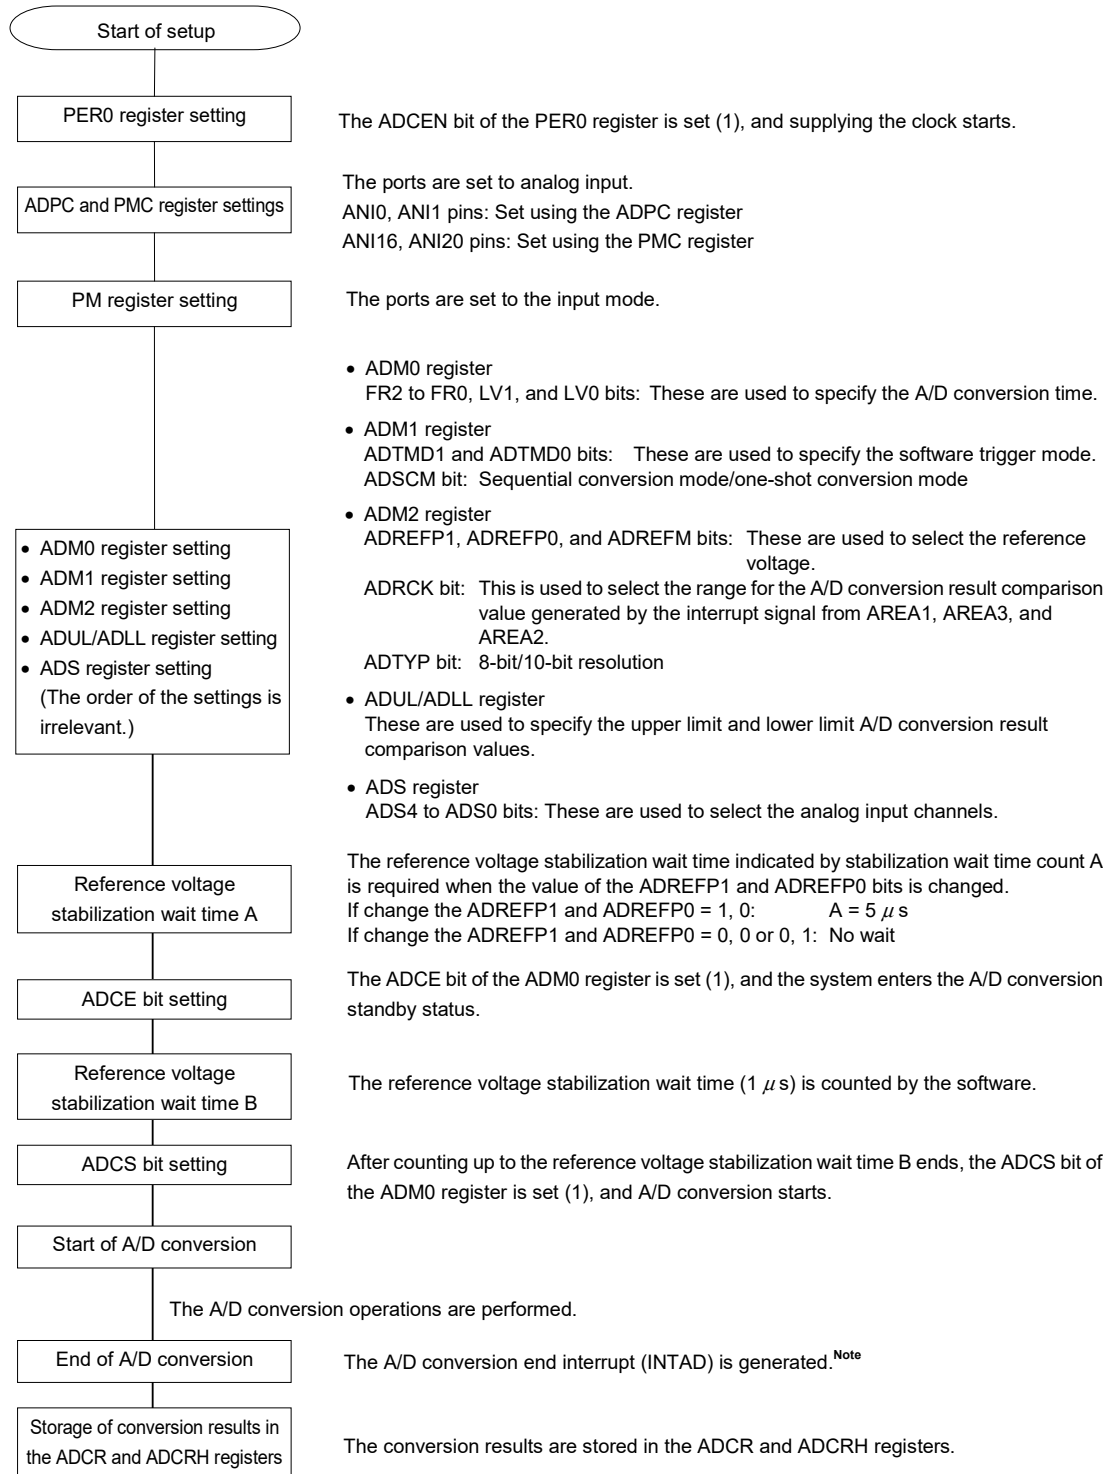 Start of setup
PER0 register setting
The ADCEN bit of the PER0 register is set (1), and supplying the clock starts.
ADPC and PMC register settings
The ports are set to analog input.
ANI0, ANI1 pins: Set using the ADPC register
ANI16, ANI20 pins: Set using the PMC register
PM register setting
The ports are set to the input mode.
• ADM0 register
FR2 to FR0, LV1, and LV0 bits: These are used to specify the A/D conversion time.
• ADM1 register
ADTMD1 and ADTMD0 bits: These are used to specify the software trigger mode.
ADSCM bit: Sequential conversion mode/one-shot conversion mode
• ADM2 register
ADREFP1, ADREFP0, and ADREFM bits: These are used to select the reference
voltage.
ADRCK bit: This is used to select the range for the A/D conversion result comparison
value generated by the interrupt signal from AREA1, AREA3, and
AREA2.
ADTYP bit: 8-bit/10-bit resolution
• ADUL/ADLL register
These are used to specify the upper limit and lower limit A/D conversion result
comparison values.
• ADS register
ADS4 to ADS0 bits: These are used to select the analog input channels.
• ADM0 register setting
• ADM1 register setting
• ADM2 register setting
• ADUL/ADLL register setting
• ADS register setting
(The order of the settings is
irrelevant.)
Reference voltage
stabilization wait time A
The reference voltage stabilization wait time indicated by stabilization wait time count A
is required when the value of the ADREFP1 and ADREFP0 bits is changed.
If change the ADREFP1 and ADREFP0 = 1, 0: A = 5 μ s
If change the ADREFP1 and ADREFP0 = 0, 0 or 0, 1: No wait
ADCE bit setting
The ADCE bit of the ADM0 register is set (1), and the system enters the A/D conversion
standby status.
Reference voltage
stabilization wait time B
The reference voltage stabilization wait time (1 μ s) is counted by the software.
ADCS bit setting
After counting up to the reference voltage stabilization wait time B ends, the ADCS bit of
the ADM0 register is set (1), and A/D conversion starts.
Start of A/D conversion
The A/D conversion operations are performed.
End of A/D conversion
The A/D conversion end interrupt (INTAD) is generated.Note
Storage of conversion results in
the ADCR and ADCRH registers
The conversion results are stored in the ADCR and ADCRH registers.